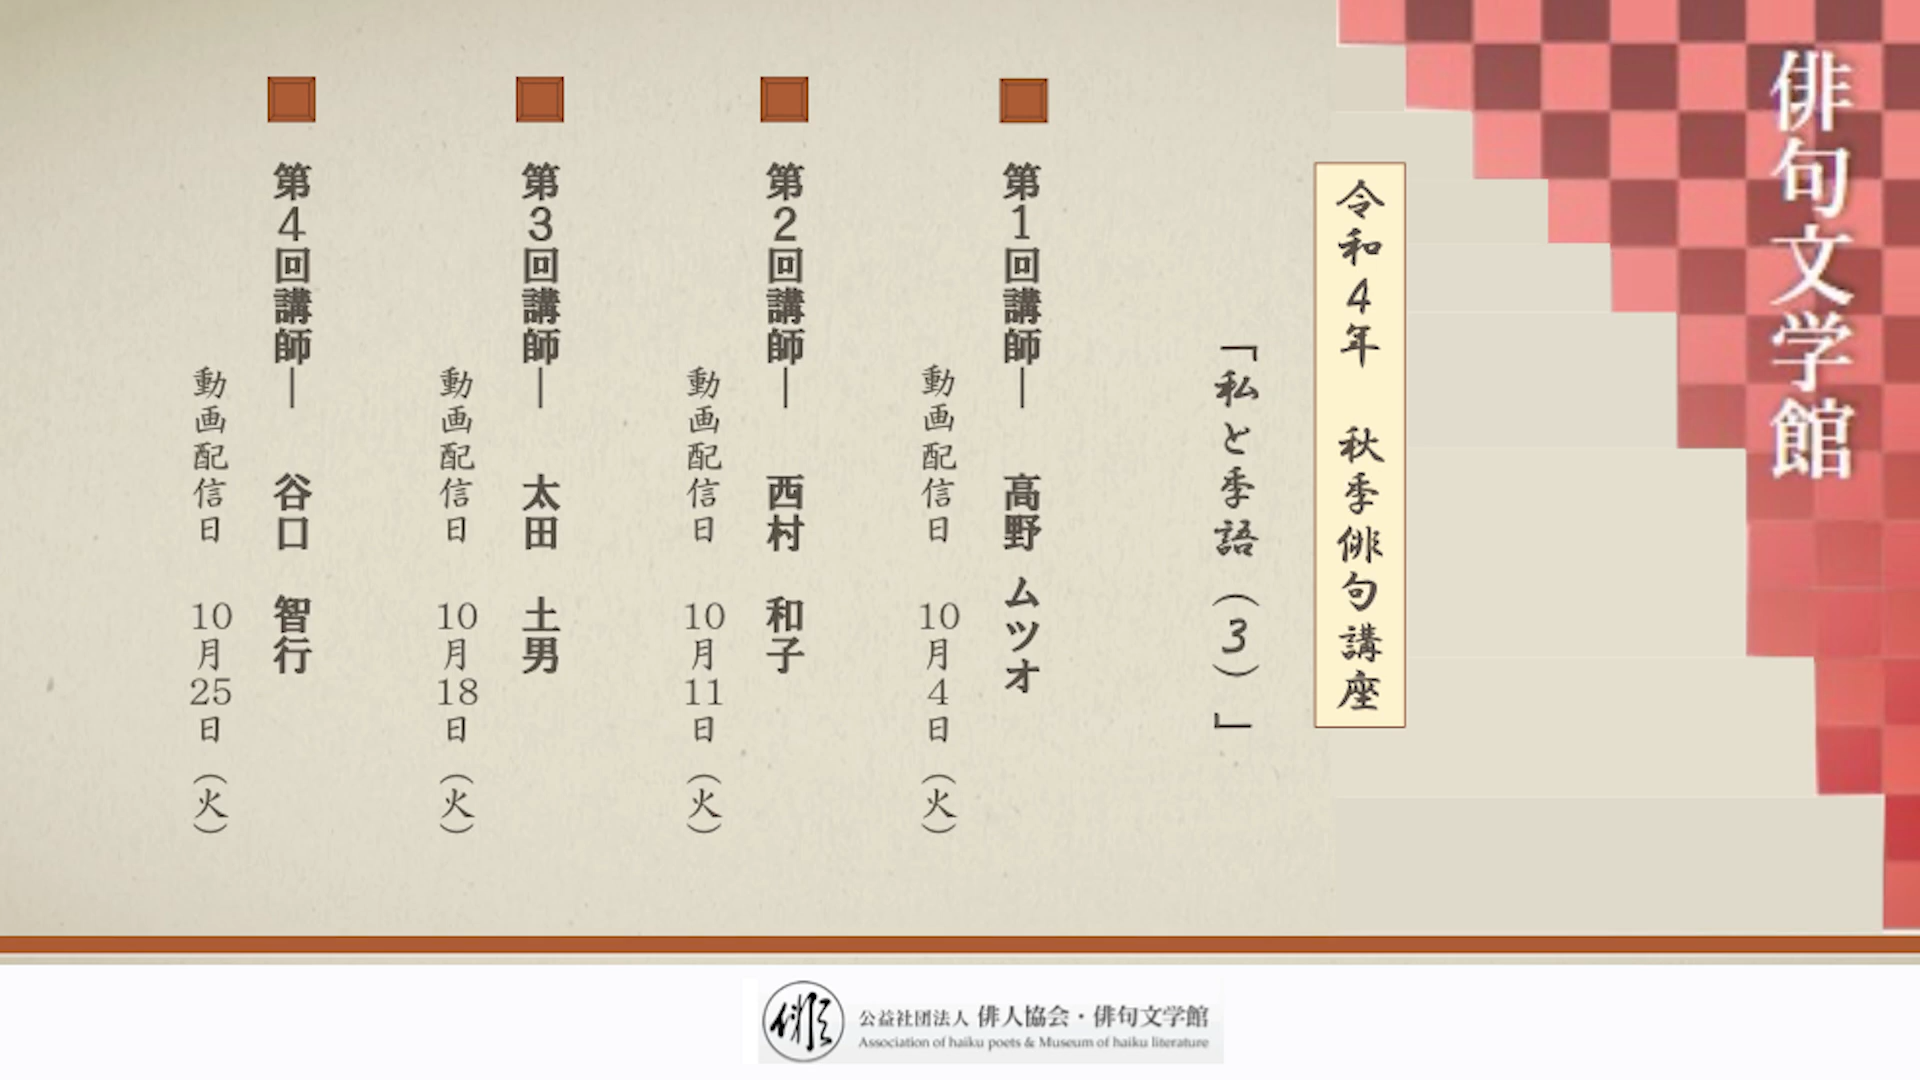 俳句文学館
令和4年 秋季俳句講座
「私と季語（3）」
第1回講師― 高野 ムツオ
動画配信日 10月4日（火）
第2回講師― 西村 和子
動画配信日 10月11日（火）
第3回講師― 太田 土男
動画配信日 10月18日（火）
第4回講師― 谷口 智行
動画配信日 10月25日（火）
公益社団法人 俳人協会・俳句文学館
Association of haiku poets & Museum of haiku literature